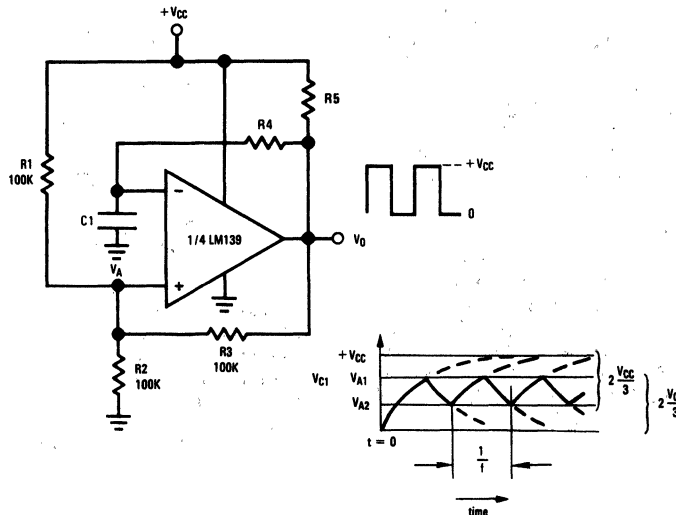 +VCC
R5
R4
R1
100K
C1
1/4 LM139
VO
+VCC
0
VA
R3
100K
R2
100K
VC1
+VCC
VA1
VA2
t = 0
1/f
2 VCC/3
time